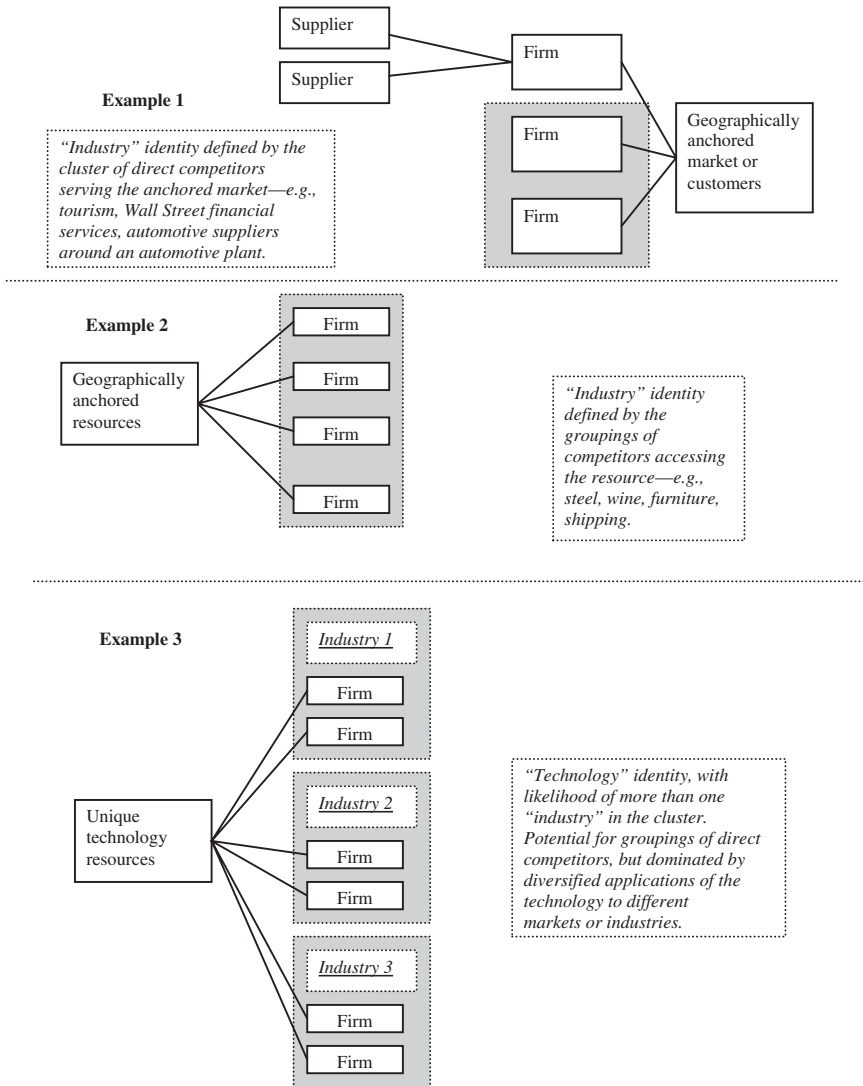 Supplier
Supplier
Firm
Example 1
Firm
Firm
Geographically
anchored
market or
customers
“Industry” identity defined by the
cluster of direct competitors
serving the anchored market—e.g.,
tourism, Wall Street financial
services, automotive suppliers
around an automotive plant.
Example 2
Geographically
anchored
resources
Firm
Firm
Firm
Firm
“Industry” identity
defined by the
groupings of
competitors accessing
the resource—e.g.,
steel, wine, furniture,
shipping.
Example 3
Unique
technology
resources
Industry 1
Firm
Firm
Industry 2
Firm
Firm
Industry 3
Firm
Firm
“Technology” identity, with
likelihood of more than one
“industry” in the cluster.
Potential for groupings of direct
competitors, but dominated by
diversified applications of the
technology to different
markets or industries.